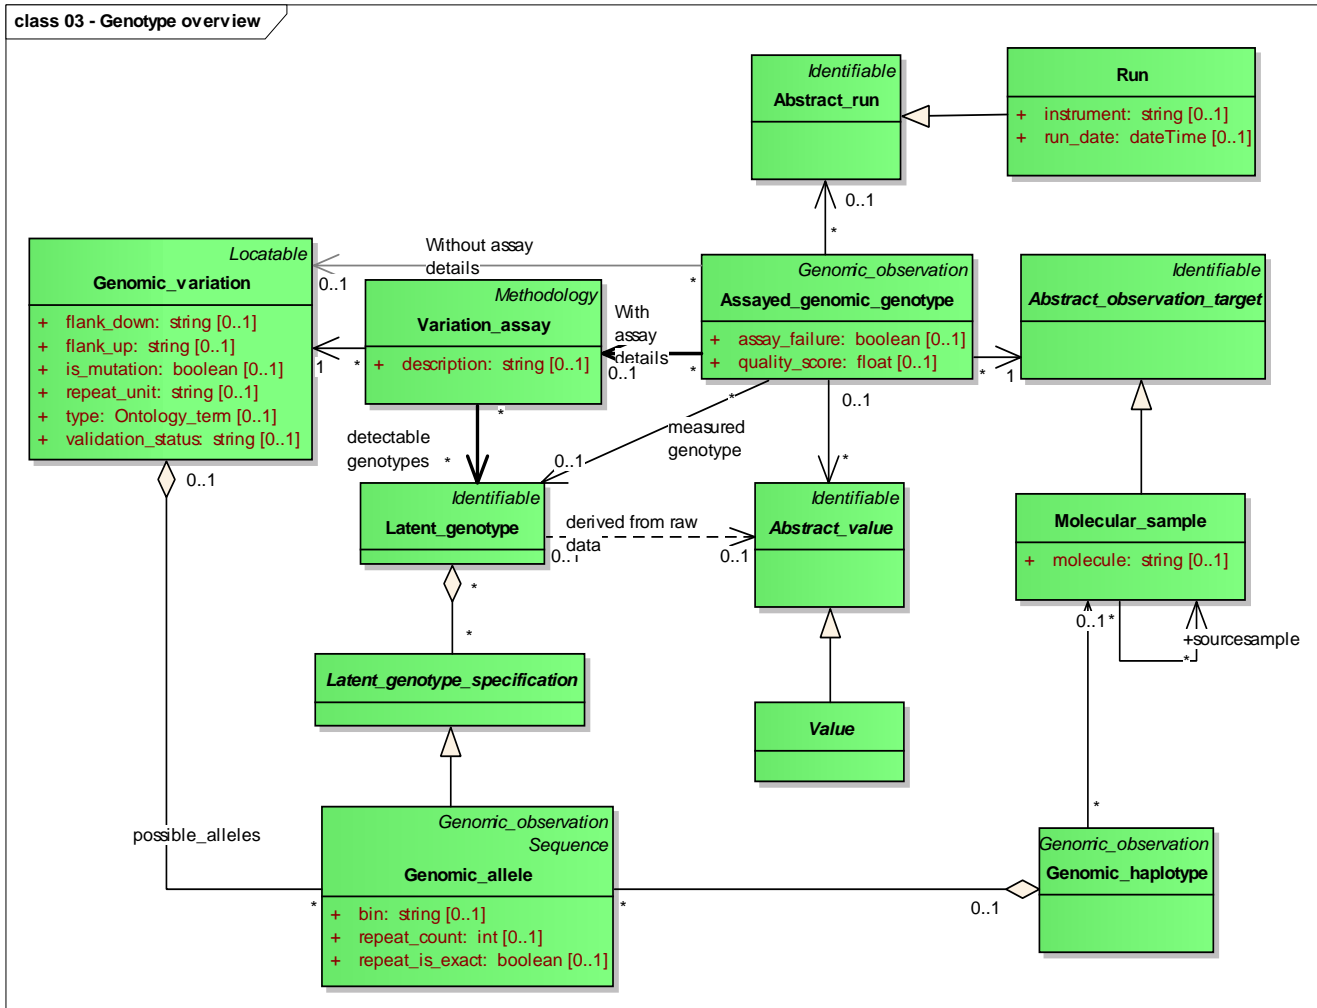 class 03 - Genotype overview
Identifiable
Abstract_run
Run
+ instrument: string [0..1]
+ run_date: dateTime [0..1]
0..1
*
Locatable
Genomic_variation
+ flank_down: string [0..1]
+ flank_up: string [0..1]
+ is_mutation: boolean [0..1]
+ repeat_unit: string [0..1]
+ type: Ontology_term [0..1]
+ validation_status: string [0..1]
Without assay
details
0..1
*
Methodology
Variation_assay
+ description: string [0..1]
With
assay
details
0..1
*
Genomic_observation
Assayed_genomic_genotype
+ assay_failure: boolean [0..1]
+ quality_score: float [0..1]
Identifiable
Abstract_observation_target
*
1
1
*
*
detectable
genotypes
*
*
measured
genotype
0..1
0..1
*
0..1
Identifiable
Latent_genotype
derived from raw
data
0..1
0..1
Identifiable
Abstract_value
Molecular_sample
+ molecule: string [0..1]
0..1
*
+sourcesample
*
*
*
Latent_genotype_specification
Value
possible_alleles
*
Genomic_observation
Sequence
Genomic_allele
+ bin: string [0..1]
+ repeat_count: int [0..1]
+ repeat_is_exact: boolean [0..1]
*
0..1
*
Genomic_observation
Genomic_haplotype